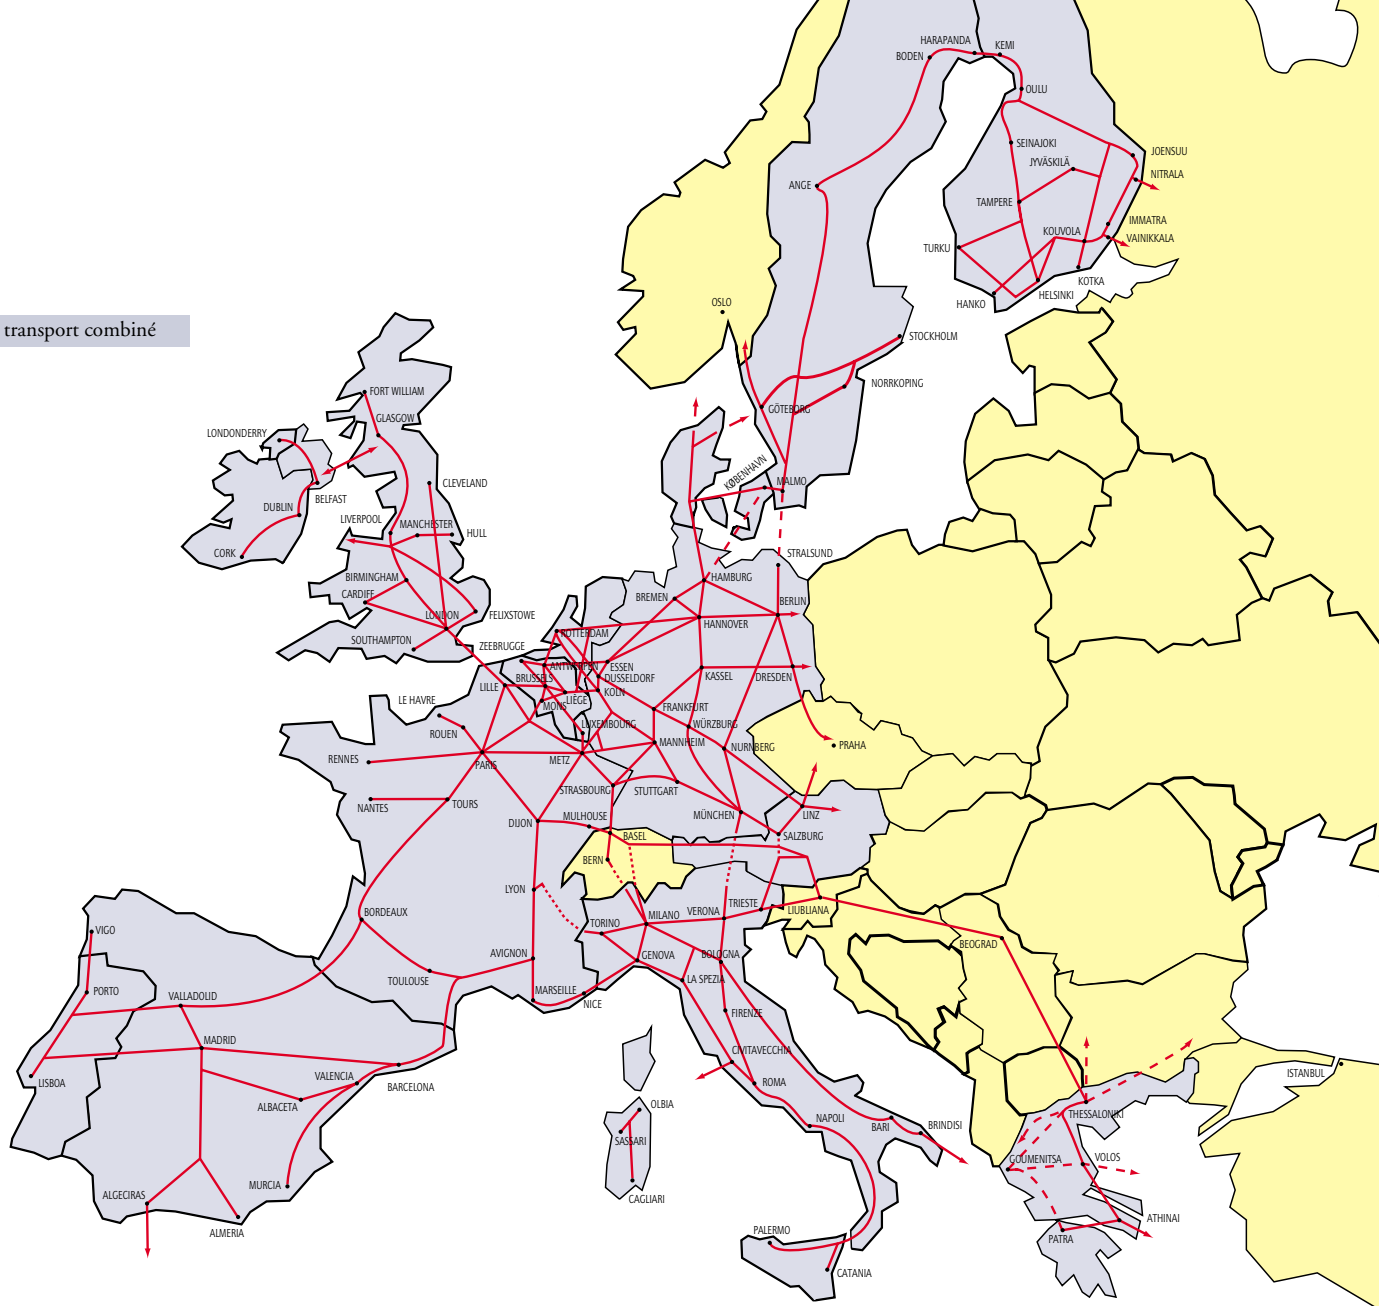 HARAPANDA
KEMI
BODEN
OULU
SEINAJOKI
JOENSUU
JYVÄSKILÄ
NITRALA
ANGE
TAMPERE
IMMATRA
KOUVOLA
VAINIKKALA
TURKU
KOTKA
HELSINKI
HANKO
OSLO
transport combiné
STOCKHOLM
NORRKOPING
FORT WILLIAM
GÖTEBORG
GLASGOW
LONDONDERRY
KØBENHAVN
CLEVELAND
MALMO
BELFAST
DUBLIN
LIVERPOOL
MANCHESTER
HULL
CORK
STRALSUND
BIRMINGHAM
HAMBURG
CARDIFF
BREMEN
BERLIN
LONDON
FELIXSTOWE
HANNOVER
ROTTERDAM
SOUTHAMPTON
ZEEBRUGGE
ANTWERPEN
ESSEN
BRUSSELS
DUSSELDORF
KASSEL
DRESDEN
LILLE
KOLN
LE HAVRE
MONS
LIÈGE
FRANKFURT
LUXEMBOURG
WÜRZBURG
ROUEN
MANNHEIM
NURNBERG
PRAHA
RENNES
PARIS
METZ
STRASBOURG
STUTTGART
NANTES
TOURS
MULHOUSE
MÜNCHEN
LINZ
DIJON
BASEL
SALZBURG
BERN
LYON
TRIESTE
BORDEAUX
MILANO
VERONA
LIUBLIANA
VIGO
TORINO
BEOGRAD
AVIGNON
GENOVA
BOLOGNA
TOULOUSE
LA SPEZIA
PORTO
VALLADOLID
MARSEILLE
NICE
FIRENZE
MADRID
CIVITAVECCHIA
VALENCIA
ISTANBUL
LISBOA
BARCELONA
ROMA
ALBACETA
OLBIA
THESSALONIKI
NAPOLI
BARI
BRINDISI
SASSARI
GOUMENITSA
VOLOS
MURCIA
ALGECIRAS
CAGLIARI
ATHINAI
ALMERIA
PALERMO
PATRA
CATANIA